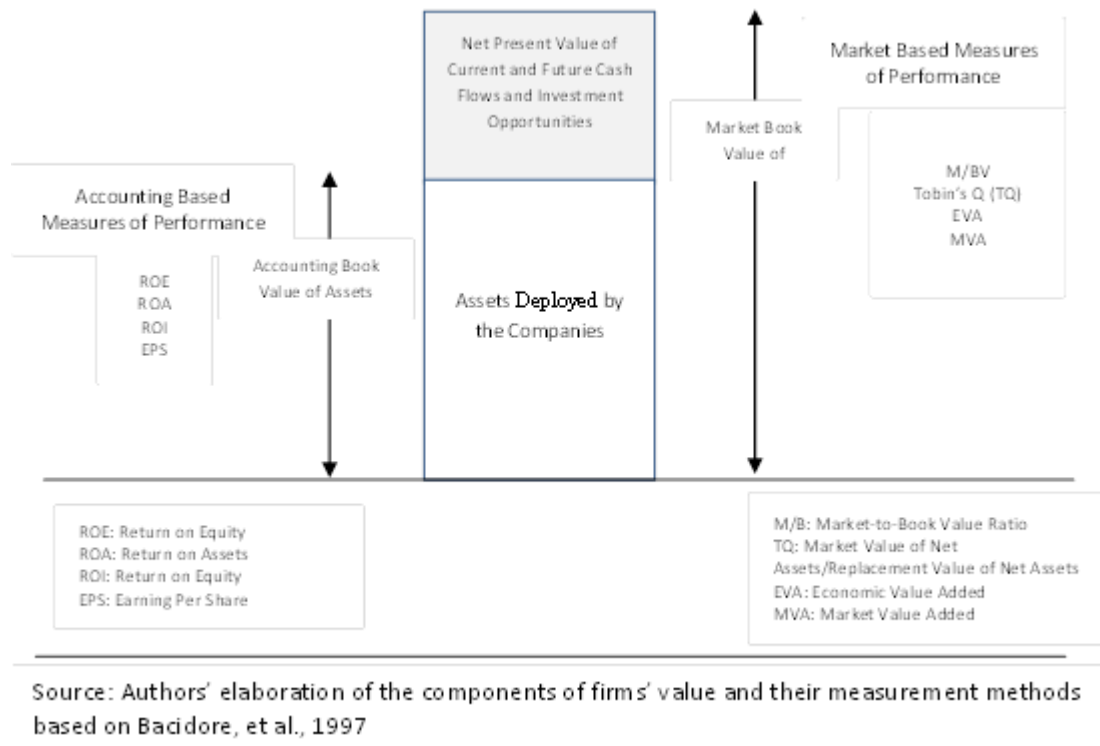 Net Present Value of
Current and Future Cash
Flows and Investment
Opportunities
Market Based Measures
of Performance
Market Book
Value of
M/BV
Tobin's Q (TQ)
EVA
MVA
Accounting Based
Measures of Performance
Accounting Book
Value of Assets
ROE
ROA
ROI
EPS
Assets Deployed by
the Companies
ROE: Return on Equity
ROA: Return on Assets
ROI: Return on Equity
EPS: Earning Per Share
M/B: Market-to-Book Value Ratio
TQ: Market Value of Net
Assets/Replacement Value of Net Assets
EVA: Economic Value Added
MVA: Market Value Added
Source: Authors' elaboration of the components of firms' value and their measurement methods
based on Bacidore, et al., 1997